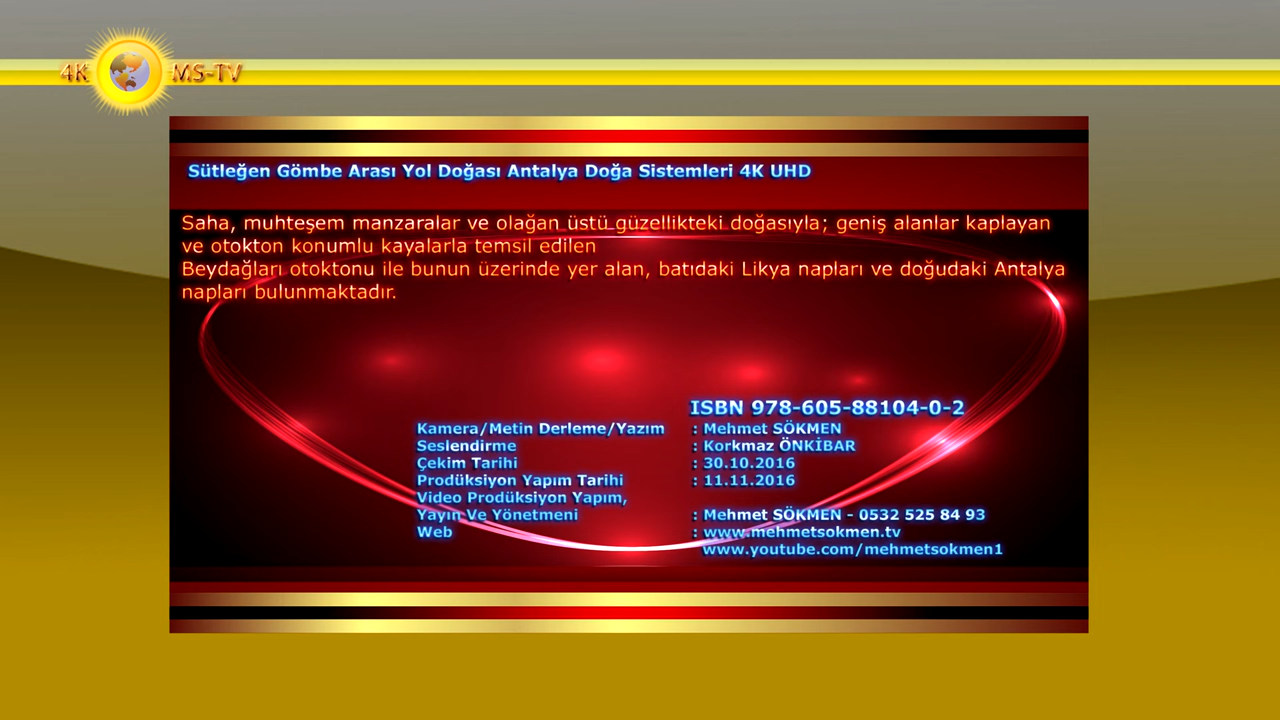 4K MS-TV
Sütleğen Gömbe Arası Yol Doğası Antalya Doğa Sistemleri 4K UHD
Saha, muhteşem manzaralar ve olağan üstü güzellikteki doğasıyla; geniş alanlar kaplayan
ve otokton konumlu kayalarla temsil edilen
Beydağları otoktonu ile bunun üzerinde yer alan, batıdaki Likya napları ve doğudaki Antalya
napları bulunmaktadır.
ISBN 978-605-88104-0-2
Kamera/Metin Derleme/Yazım : Mehmet SÖKMEN
Seslendirme : Korkmaz ÖNKİBAR
Çekim Tarihi : 30.10.2016
Prodüksiyon Yapım Tarihi : 11.11.2016
Video Prodüksiyon Yapım,
Yayın Ve Yönetmeni : Mehmet SÖKMEN - 0532 525 84 93
Web : www.mehmetsokmen.tv
www.youtube.com/mehmetsokmen1